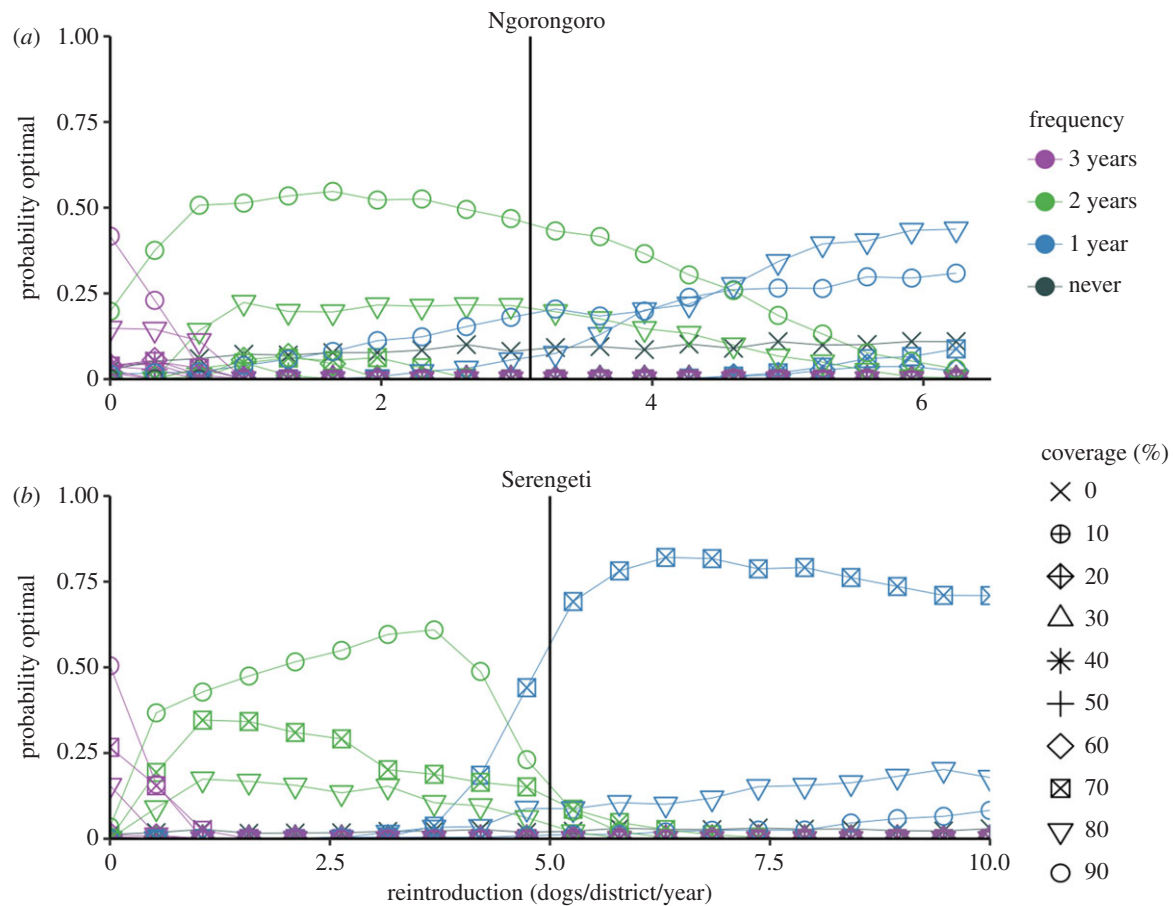 (a)
Ngorongoro
1.00
0.75
0.50
0.25
0
probability optimal
0 2 4 6
frequency
3 years
2 years
1 year
never
(b)
Serengeti
1.00
0.75
0.50
0.25
0
probability optimal
0 2.5 5.0 7.5 10.0
reintroduction (dogs/district/year)
coverage (%)
0
10
20
30
40
50
60
70
80
90